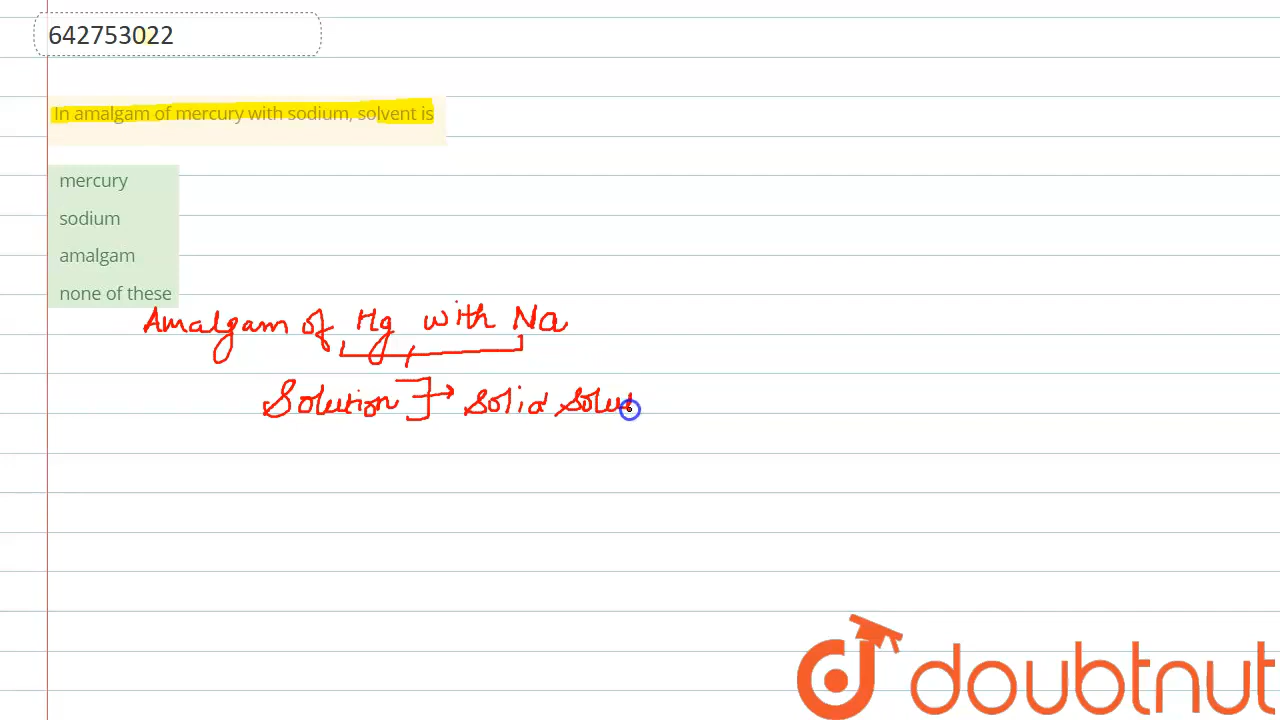 642753022
In amalgam of mercury with sodium, solvent is
mercury
sodium
amalgam
none of these
Amalgam of Hg with Na
Solution → Solid Solu
doubtnut